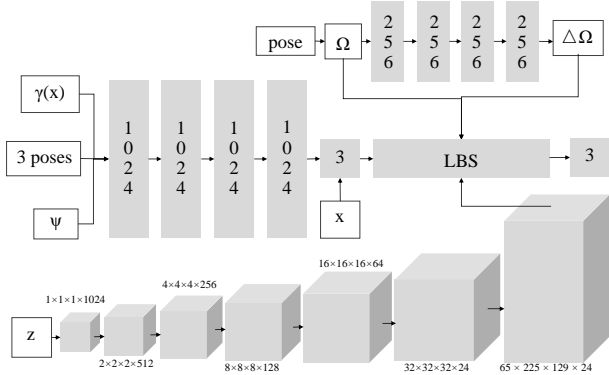 pose
Ω
256
256
256
256
△Ω
γ(x)
3 poses
ψ
1024
1024
1024
1024
3
x
LBS
3
z
1×1×1×1024
2×2×2×512
4×4×4×256
8×8×8×128
16×16×16×64
32×32×32×24
65 × 225 × 129 × 24